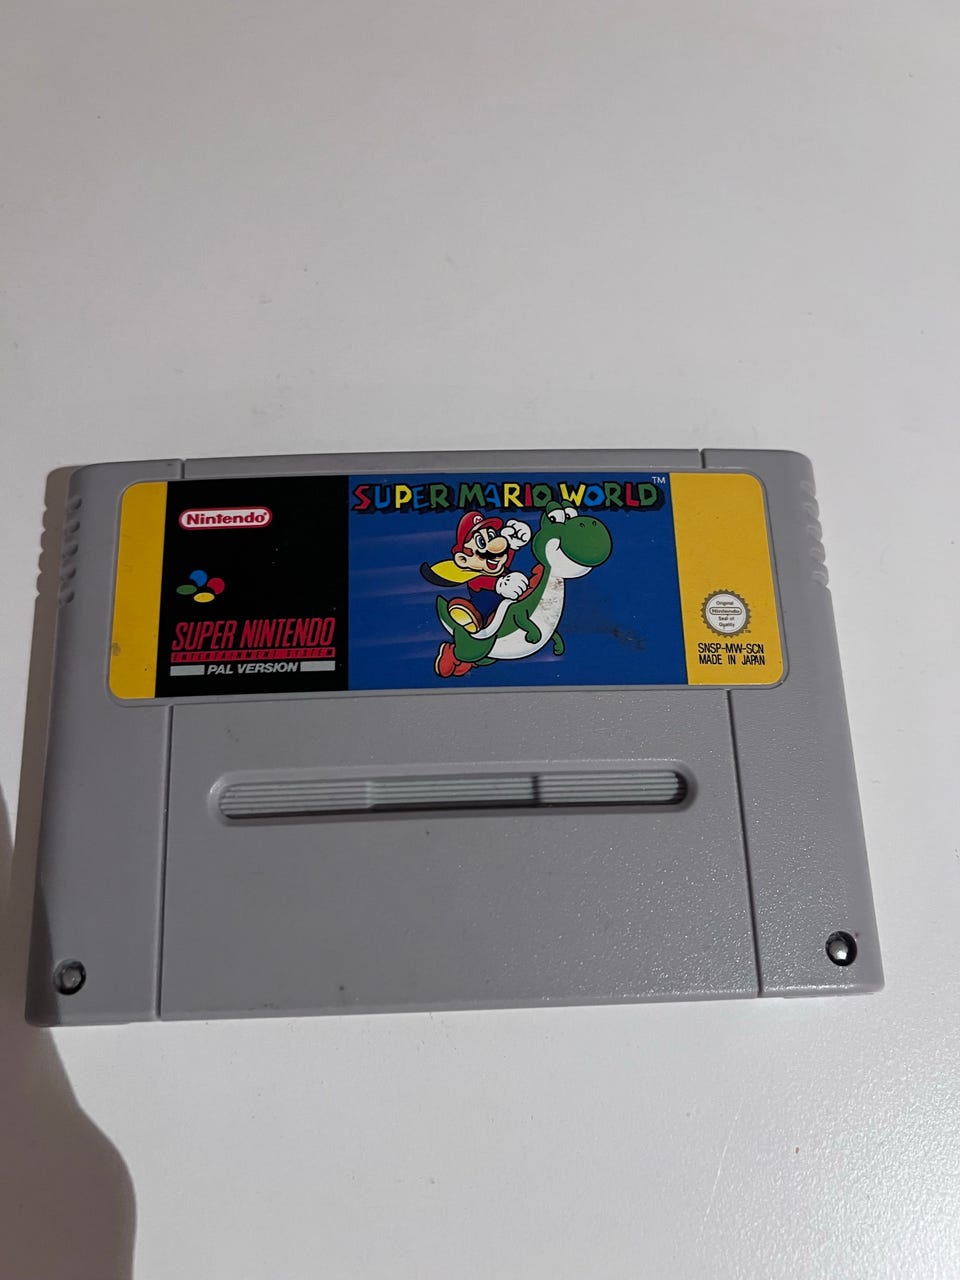 Nintendo®
SUPER NINTENDO
ENTERTAINMENT SYSTEM
PAL VERSION
SUPER MARIO WORLD™
Original
Nintendo
Seal of
Quality
TM
SNSP-MW-SCN
MADE IN JAPAN